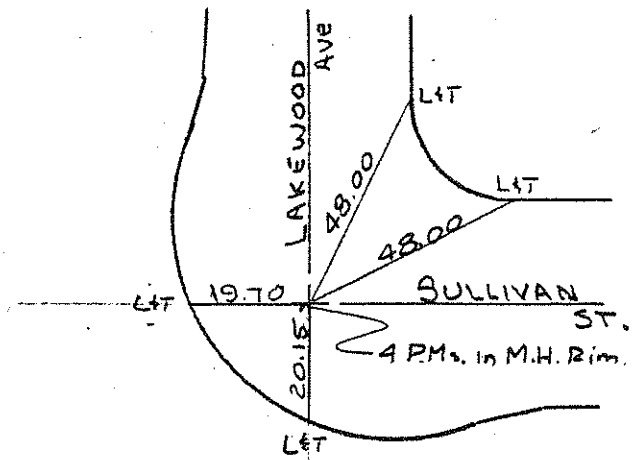 LAKEWOOD
Ave
L&T
48.00
L&T
48.00
L&T
19.70
SULLIVAN
ST.
20.15
4 P.Ms. in M.H. Rim.
L&T